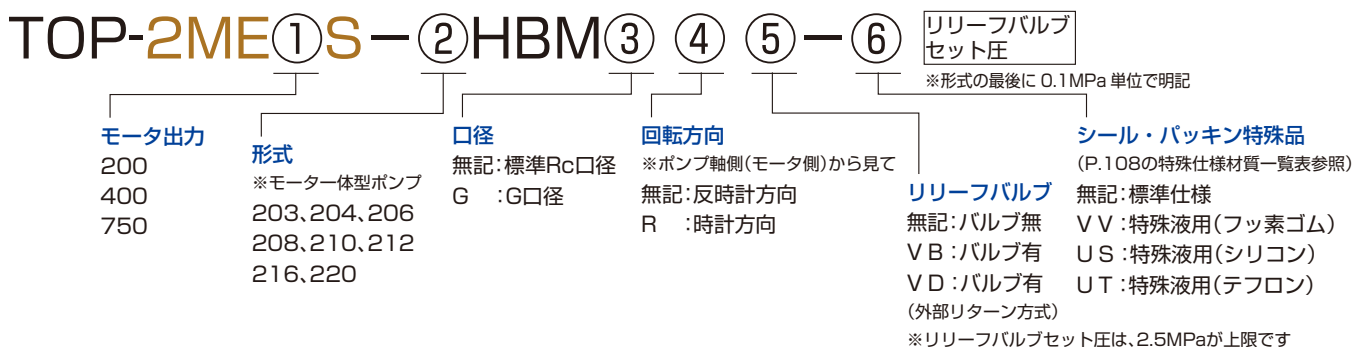 TOP-2ME①S－②HBM③ ④ ⑤－⑥
リリーフバルブ
セット圧
※形式の最後に 0.1MPa 単位で明記
モータ出力
200
400
750
形式
※モータ一体型ポンプ
203、204、206
208、210、212
216、220
口径
無記：標準Rc口径
G ：G口径
回転方向
※ポンプ軸側(モータ側)から見て
無記：反時計方向
R ：時計方向
リリーフバルブ
無記：バルブ無
VB：バルブ有
VD：バルブ有
(外部リターン方式)
※リリーフバルブセット圧は、2.5MPaが上限です
シール・パッキン特殊品
(P.108の特殊仕様材質一覧表参照)
無記：標準仕様
VV：特殊液用(フッ素ゴム)
US：特殊液用(シリコン)
UT：特殊液用(テフロン)